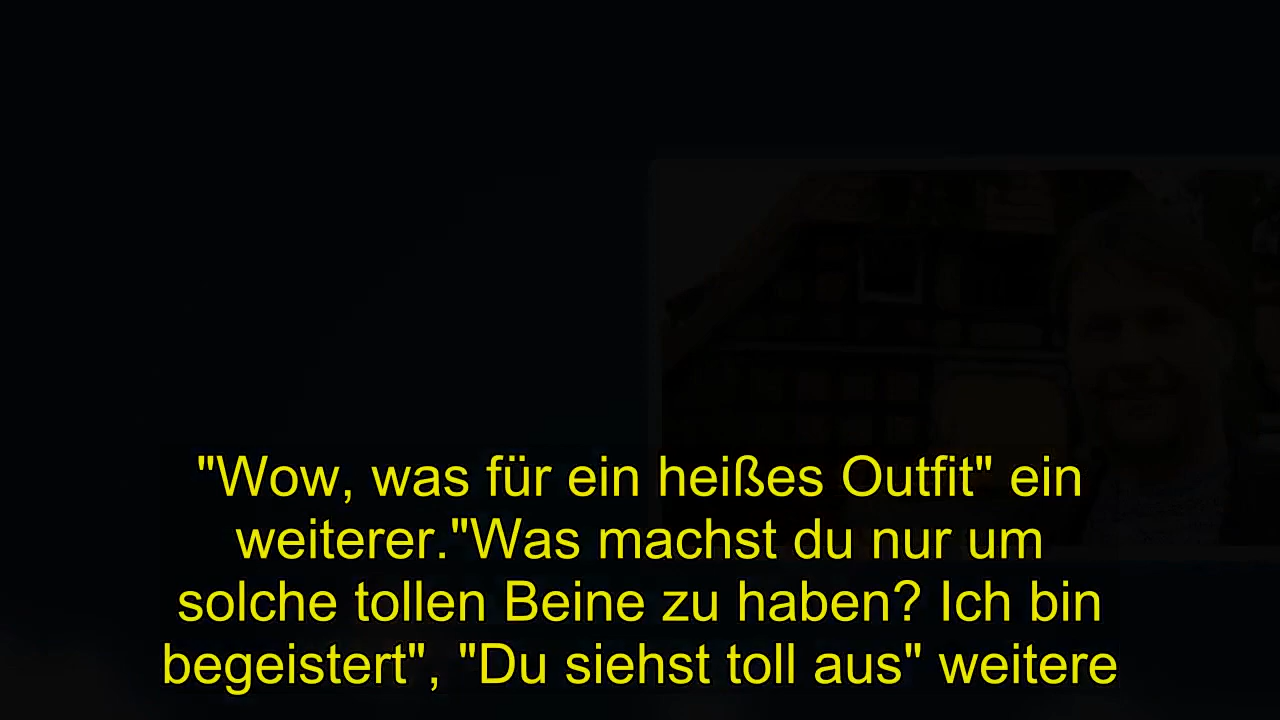 "Wow, was für ein heißes Outfit" ein
weiterer."Was machst du nur um
solche tollen Beine zu haben? Ich bin
begeistert", "Du siehst toll aus" weitere